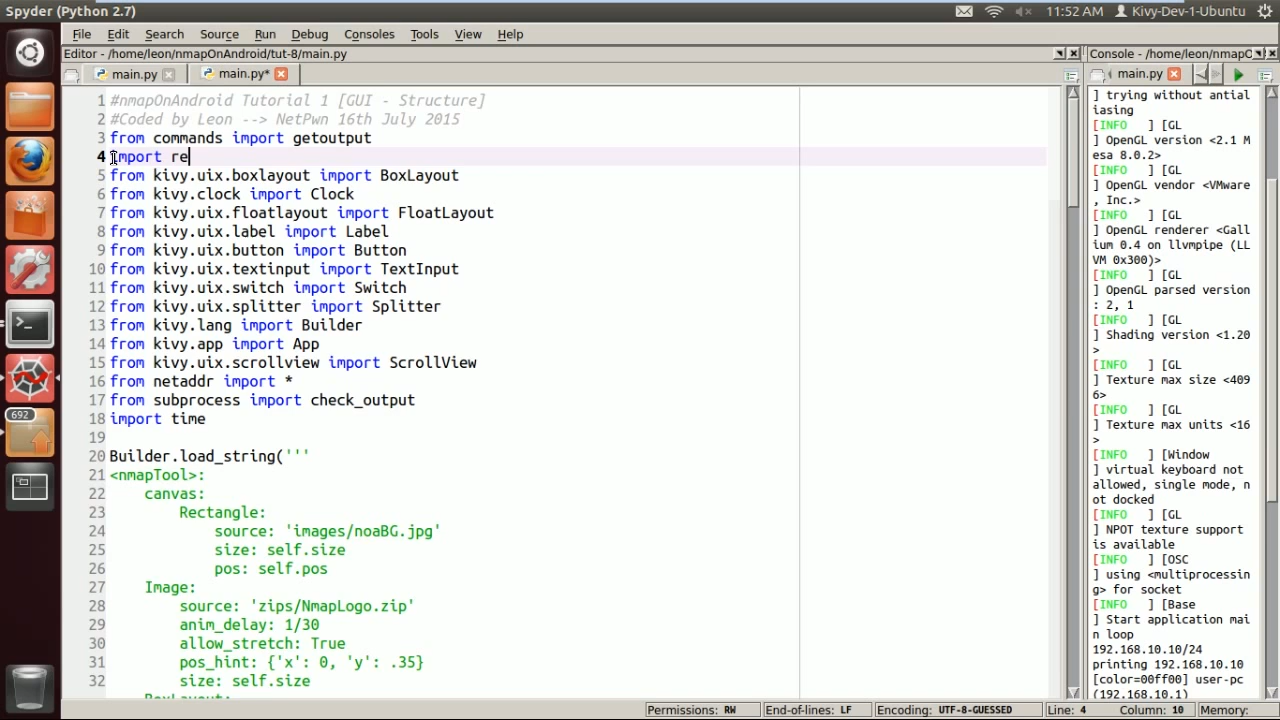 Spyder (Python 2.7)
11:52 AM Kivy-Dev-1-Ubuntu
File Edit Search Source Run Debug Consoles Tools View Help
Editor - /home/leon/nmapOnAndroid/tut-8/main.py
main.py
main.py*
1 #nmapOnAndroid Tutorial 1 [GUI - Structure]
2 #Coded by Leon --> NetPwn 16th July 2015
3 from commands import getoutput
4 import re
5 from kivy.uix.boxlayout import BoxLayout
6 from kivy.clock import Clock
7 from kivy.uix.floatlayout import FloatLayout
8 from kivy.uix.label import Label
9 from kivy.uix.button import Button
10 from kivy.uix.textinput import TextInput
11 from kivy.uix.switch import Switch
12 from kivy.uix.splitter import Splitter
13 from kivy.lang import Builder
14 from kivy.app import App
15 from kivy.uix.scrollview import ScrollView
16 from netaddr import *
17 from subprocess import check_output
18 import time
19
20 Builder.load_string('''
21 <nmapTool>:
22 canvas:
23 Rectangle:
24 source: 'images/noaBG.jpg'
25 size: self.size
26 pos: self.pos
27 Image:
28 source: 'zips/NmapLogo.zip'
29 anim_delay: 1/30
30 allow_stretch: True
31 pos_hint: {'x': 0, 'y': .35}
32 size: self.size
BoxLayout:
692
Console - /home/leon/nmapO
main.py
] trying without antial
iasing
[INFO ] [GL
] OpenGL version <2.1 M
esa 8.0.2>
[INFO ] [GL
] OpenGL vendor <VMware
, Inc.>
[INFO ] [GL
] OpenGL renderer <Gall
ium 0.4 on llvmpipe (LL
VM 0x300)>
[INFO ] [GL
] OpenGL parsed version
: 2, 1
[INFO ] [GL
] Shading version <1.20
>
[INFO ] [GL
] Texture max size <409
6>
[INFO ] [GL
] Texture max units <16
>
[INFO ] [Window
] virtual keyboard not
allowed, single mode, n
ot docked
[INFO ] [GL
] NPOT texture support
is available
[INFO ] [OSC
] using <multiprocessin
g> for socket
[INFO ] [Base
] Start application mai
n loop
192.168.10.10/24
printing 192.168.10.10
[color=00ff00] user-pc
(192.168.10.1)
Permissions: RW End-of-lines: LF Encoding: UTF-8-GUESSED Line: 4 Column: 10 Memory: